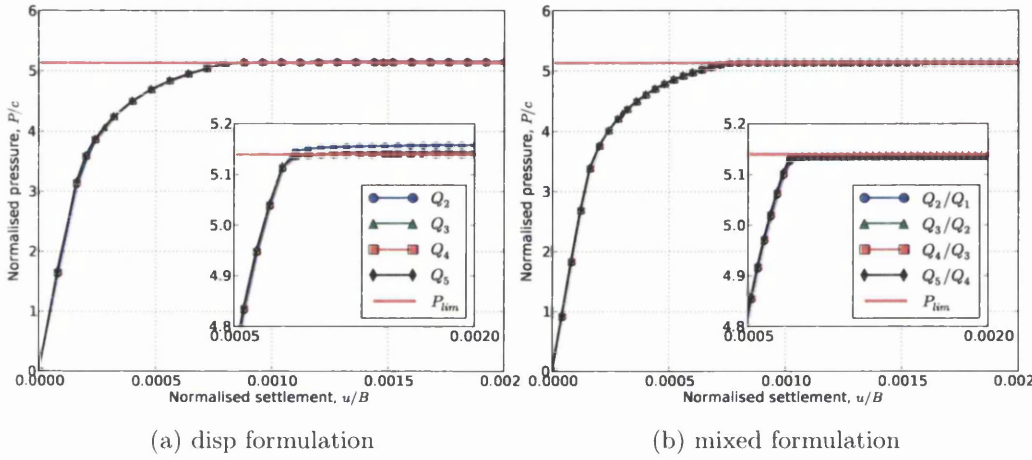 6
5
4
3
2
1
0
Normalised pressure, P/c
5.2
5.1
5.0
4.9
4.8
0.0005
0.0020
Q2
Q3
Q4
Q5
Plim
0.0000
0.0005
0.0010
0.0015
0.002
Normalised settlement, u/B
(a) disp formulation
6
5
4
3
2
1
0
Normalised pressure, P/c
5.2
5.1
5.0
4.9
4.8
0.0005
0.0020
Q2/Q1
Q3/Q2
Q4/Q3
Q5/Q4
Plim
0.0000
0.0005
0.0010
0.0015
0.002
Normalised settlement, u/B
(b) mixed formulation